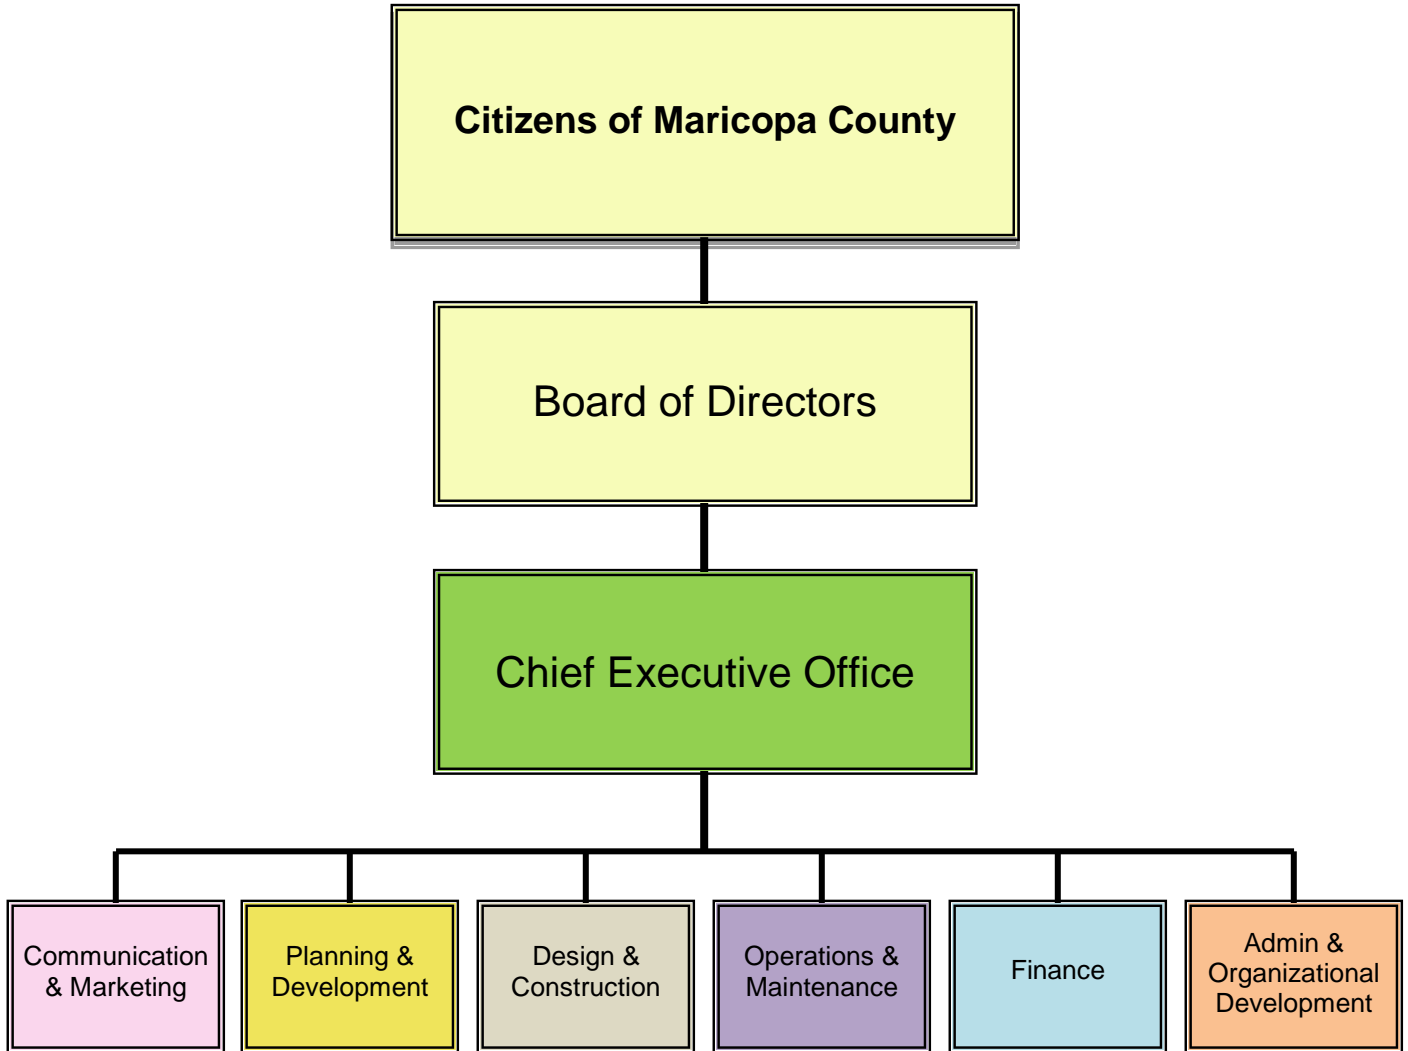 Citizens of Maricopa County
Board of Directors
Chief Executive Office
Communication
& Marketing
Planning &
Development
Design &
Construction
Operations &
Maintenance
Finance
Admin &
Organizational
Development